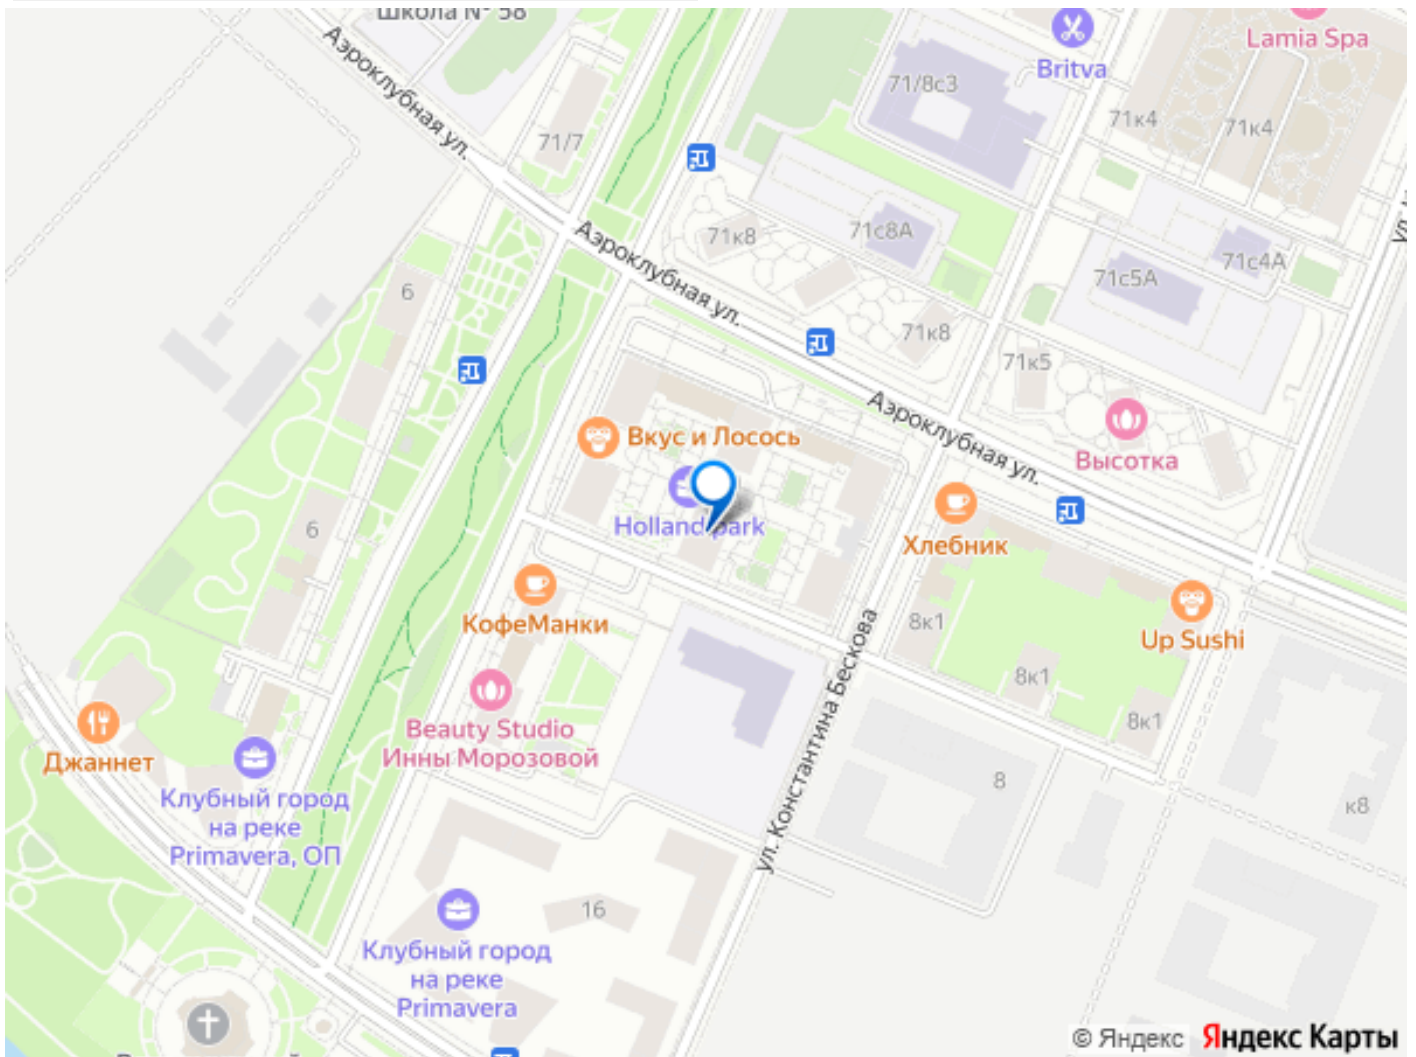 Школа № 58
Аэроклубная ул.
71/7
71/8с3
Britva
Lamia Spa
71к4
71к4
71к8
71с8А
71с4А
71с5А
Аэроклубная ул.
6
71к8
71к5
Аэроклубная ул.
Высотка
Вкус и Лосось
Holland park
Хлебник
6
КофеМанки
8к1
Up Sushi
8к1
8к1
Beauty Studio
Инны Морозовой
Джаннет
Клубный город
на реке
Primavera, ОП
ул. Константина Бескова
8
к8
16
Клубный город
на реке
Primavera
© Яндекс Яндекс Карты